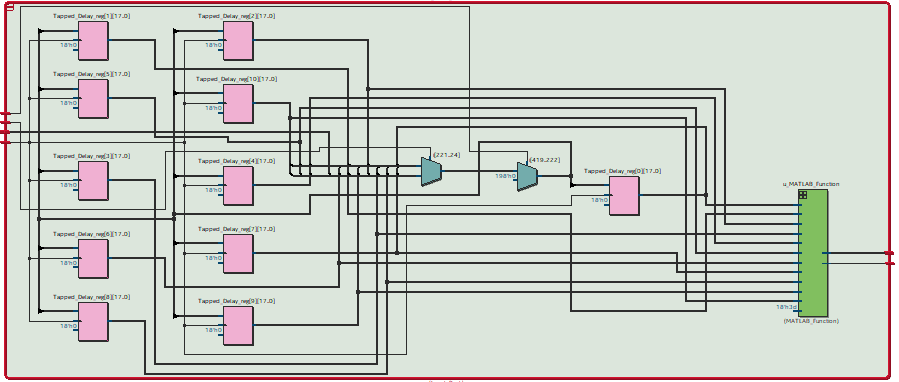 Tapped_Delay_reg[1][17.0]
18'h0
Tapped_Delay_reg[2][17.0]
18'h0
Tapped_Delay_reg[5][17.0]
18'h0
Tapped_Delay_reg[10][17.0]
18'h0
Tapped_Delay_reg[3][17.0]
18'h0
Tapped_Delay_reg[4][17.0]
18'h0
(221.24)
(419.222)
198'h0
Tapped_Delay_reg[0][17.0]
18'h0
u_MATLAB_Function
Tapped_Delay_reg[6][17.0]
18'h0
Tapped_Delay_reg[7][17.0]
18'h0
Tapped_Delay_reg[8][17.0]
18'h0
Tapped_Delay_reg[9][17.0]
18'h0
(MATLAB_Function)